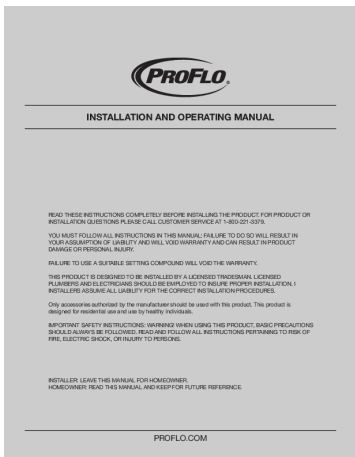 PROFLO®
INSTALLATION AND OPERATING MANUAL
READ THESE INSTRUCTIONS COMPLETELY BEFORE INSTALLING THE PRODUCT. FOR PRODUCT OR
INSTALLATION QUESTIONS PLEASE CALL CUSTOMER SERVICE AT 1-800-221-3379.
YOU MUST FOLLOW ALL INSTRUCTIONS IN THIS MANUAL: FAILURE TO DO SO WILL RESULT IN
YOUR ASSUMPTION OF LIABILITY AND WILL VOID WARRANTY AND CAN RESULT IN PRODUCT
DAMAGE OR PERSONAL INJURY.
FAILURE TO USE A SUITABLE SETTING COMPOUND WILL VOID THE WARRANTY.
THIS PRODUCT IS DESIGNED TO BE INSTALLED BY A LICENSED TRADESMAN. LICENSED
PLUMBERS AND ELECTRICIANS SHOULD BE EMPLOYED TO INSURE PROPER INSTALLATION. I
INSTALLERS ASSUME ALL LIABILITY FOR THE CORRECT INSTALLATION PROCEDURES.
Only accessories authorized by the manufacturer should be used with this product. This product is
designed for residential use and use by healthy individuals.
IMPORTANT SAFETY INSTRUCTIONS: WARNING! WHEN USING THIS PRODUCT, BASIC PRECAUTIONS
SHOULD ALWAYS BE FOLLOWED. READ AND FOLLOW ALL INSTRUCTIONS PERTAINING TO RISK OF
FIRE, ELECTRIC SHOCK, OR INJURY TO PERSONS.
INSTALLER: LEAVE THIS MANUAL FOR HOMEOWNER.
HOMEOWNER: READ THIS MANUAL AND KEEP FOR FUTURE REFERENCE.
PROFLO.COM